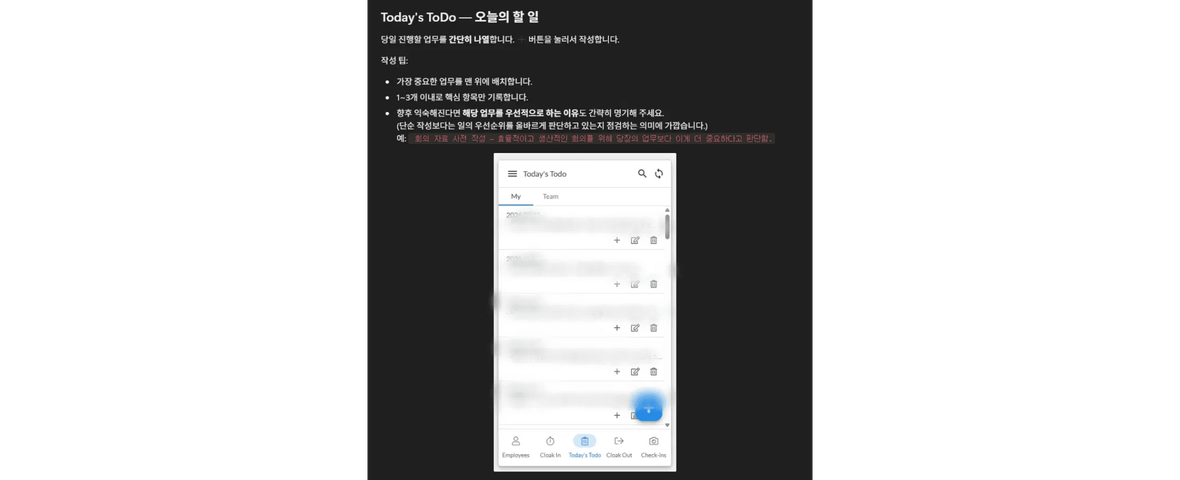 Today's ToDo — 오늘의 할 일
당일 진행할 업무를 간단히 나열합니다. + 버튼을 눌러서 작성합니다.
작성 팁:
• 가장 중요한 업무를 맨 위에 배치합니다.
• 1~3개 이내로 핵심 항목만 기록합니다.
• 향후 익숙해진다면 해당 업무를 우선적으로 하는 이유도 간략히 명기해 주세요.
(단순 작성보다는 일의 우선순위를 올바르게 판단하고 있는지 점검하는 의미에 가깝습니다.)
예: 회의 자료 사전 작성 - 효율적이고 생산적인 회의를 위해 당장의 업무보다 이게 더 중요하다고 판단함.
Today's Todo
My Team
Employees Cloak In Today's Todo Cloak Out Check-ins